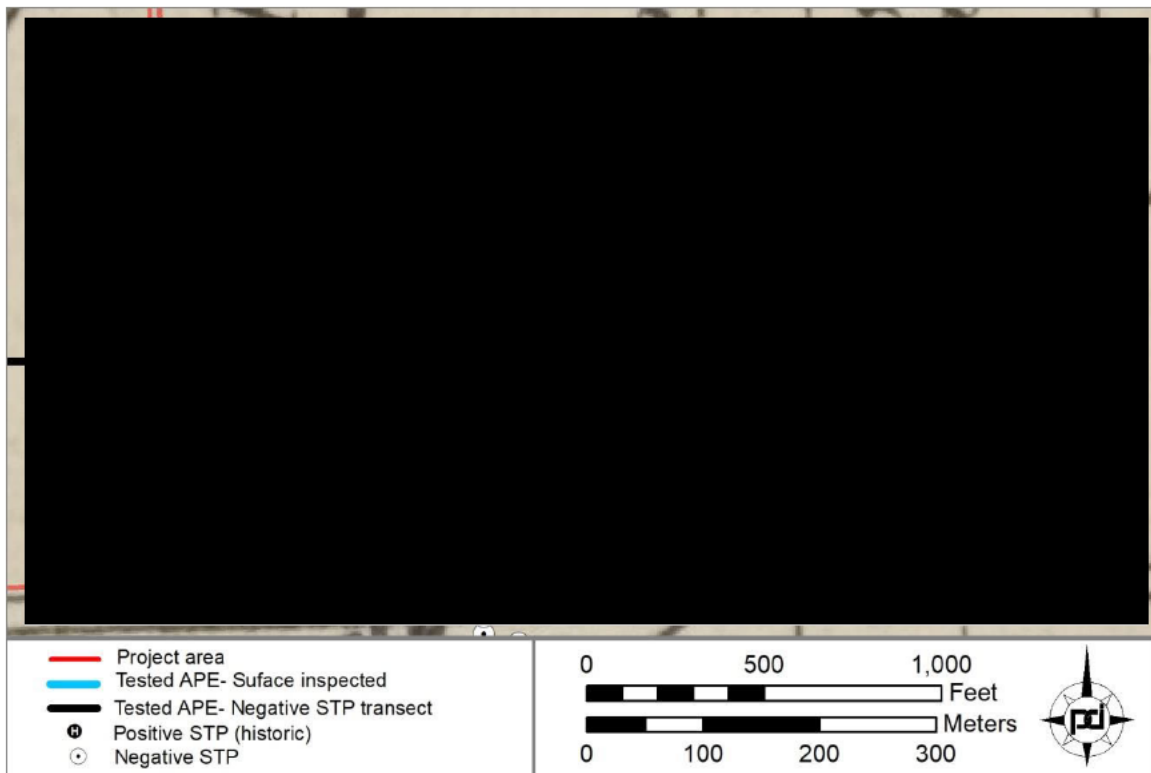 Project area
Tested APE- Suface inspected
Tested APE- Negative STP transect
H Positive STP (historic)
Negative STP
0 500 1,000
Feet
Meters
0 100 200 300
pci